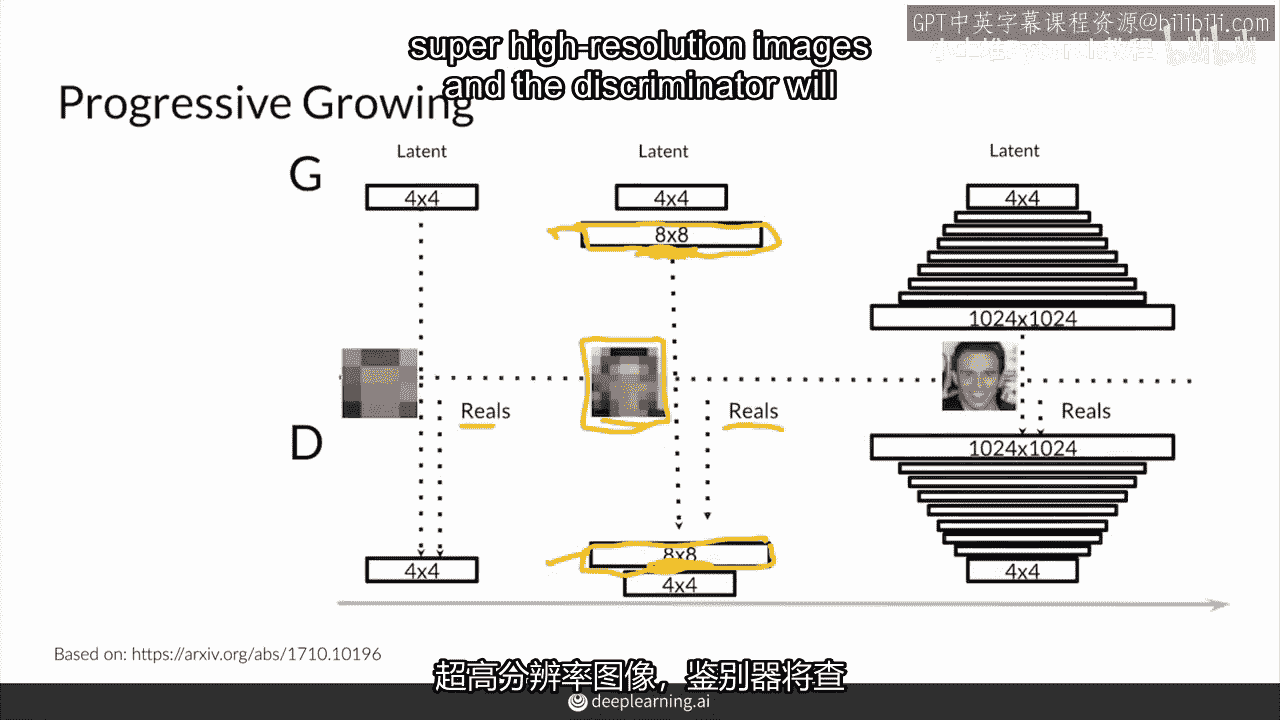 GPT中英字幕课程资源@bilibili.com
super high-resolution images
and the discriminator will
Progressive Growing
G
Latent
Latent
Latent
4x4
4x4
4x4
8x8
1024x1024
Reals
Reals
Reals
D
1024x1024
8x8
4x4
4x4
4x4
Based on: https://arxiv.org/abs/1710.10196
超高分辨率图像，鉴别器将查
deeplearning.ai